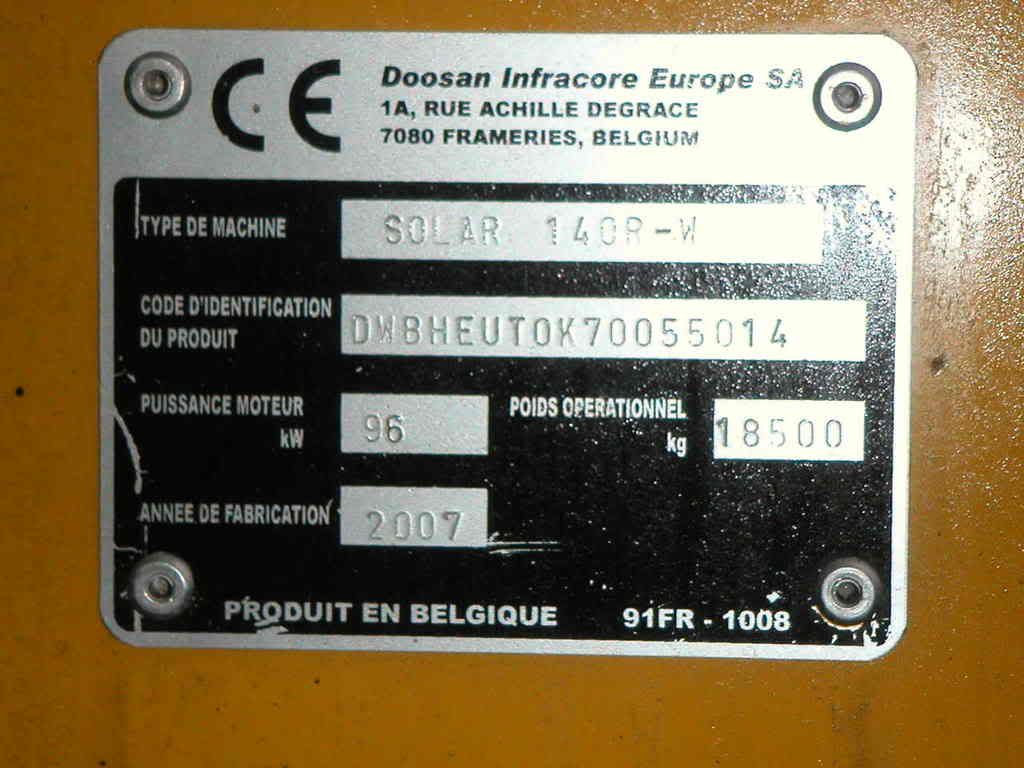 CE
Doosan Infracore Europe SA
1A, RUE ACHILLE DEGRACE
7080 FRAMERIES, BELGIUM
TYPE DE MACHINE SOLAR 140R-W
CODE D'IDENTIFICATION
DU PRODUIT
DWBHEUT0K70055014
PUISSANCE MOTEUR
kW
96
POIDS OPERATIONNEL
kg
18500
ANNEE DE FABRICATION 2007
PRODUIT EN BELGIQUE 91FR - 1008